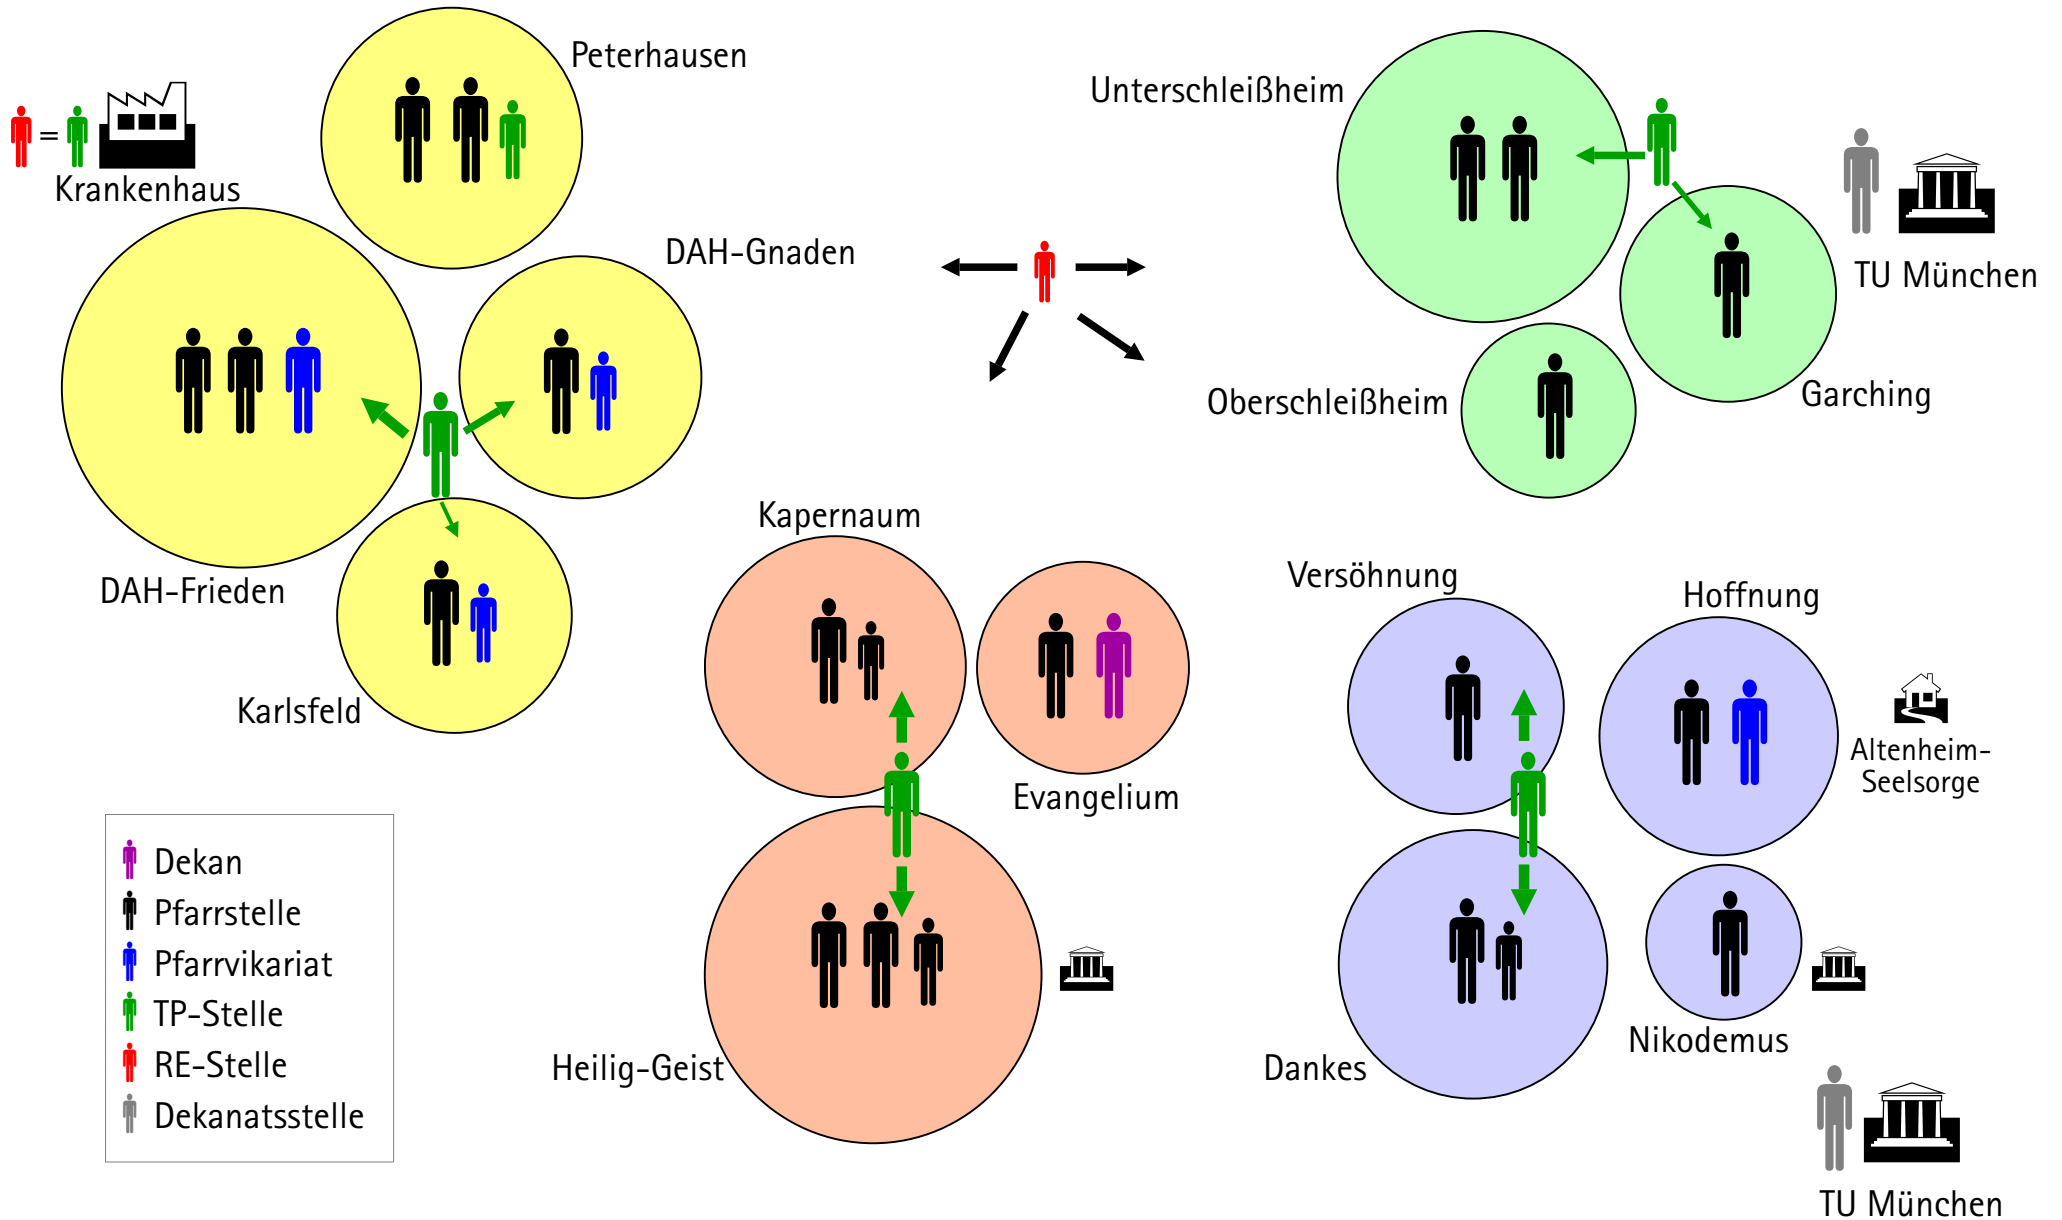 Peterhausen
=
Krankenhaus
DAH-Gnaden
DAH-Frieden
Karlsfeld
Unterschleißheim
TU München
Oberschleißheim
Garching
Kapernaum
Evangelium
Heilig-Geist
Versöhnung
Hoffnung
Altenheim-
Seelsorge
Dankes
Nikodemus
TU München
Dekan
Pfarrstelle
Pfarrvikariat
TP-Stelle
RE-Stelle
Dekanatsstelle